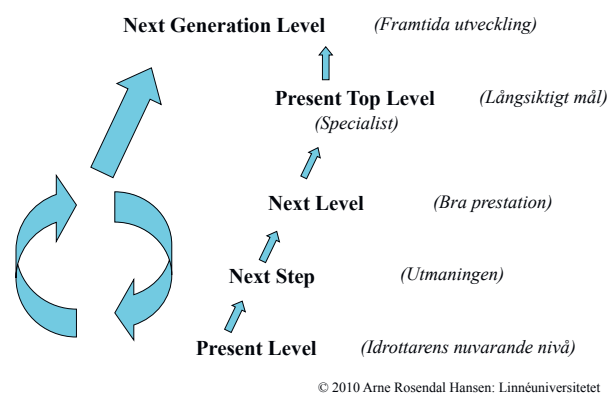 Next Generation Level (Framtida utveckling)
Present Top Level (Långsiktigt mål)
(Specialist)
Next Level (Bra prestation)
Next Step (Utmaningen)
Present Level (Idrottarens nuvarande nivå)
© 2010 Arne Rosendal Hansen: Linnéuniversitetet